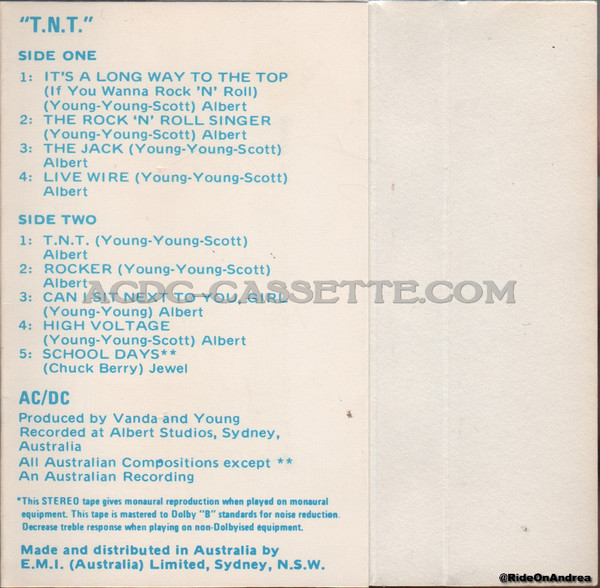 "T.N.T."
SIDE ONE
1: IT'S A LONG WAY TO THE TOP
(If You Wanna Rock 'N' Roll)
(Young-Young-Scott) Albert
2: THE ROCK 'N' ROLL SINGER
(Young-Young-Scott) Albert
3: THE JACK (Young-Young-Scott)
Albert
4: LIVE WIRE (Young-Young-Scott)
Albert
SIDE TWO
1: T.N.T. (Young-Young-Scott)
Albert
2: ROCKER (Young-Young-Scott)
Albert
3: CAN I SIT NEXT TO YOU, GIRL
(Young-Young) Albert
4: HIGH VOLTAGE
(Young-Young-Scott) Albert
5: SCHOOL DAYS**
(Chuck Berry) Jewel
ACDC-CASSETTE.COM
AC/DC
Produced by Vanda and Young
Recorded at Albert Studios, Sydney,
Australia
All Australian Compositions except **
An Australian Recording
*This STEREO tape gives monaural reproduction when played on monaural
equipment. This tape is mastered to Dolby "B" standards for noise reduction.
Decrease treble response when playing on non-Dolbyised equipment.
Made and distributed in Australia by
E.M.I. (Australia) Limited, Sydney, N.S.W.
@RideOnAndrea